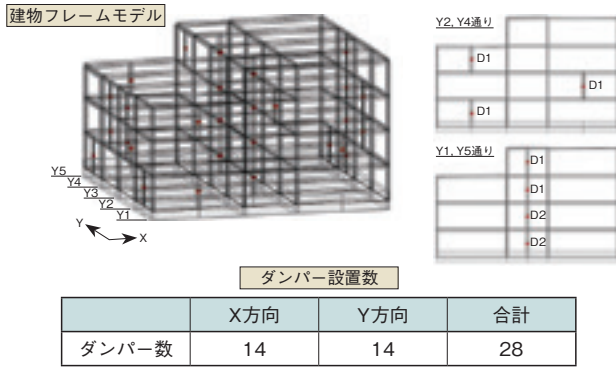 建物フレームモデル
Y5
Y4
Y3
Y2
Y1
Y
X
Y2, Y4通り
D1
D1
D1
Y1, Y5通り
D1
D1
D2
D2
ダンパー設置数
X方向 Y方向 合計
ダンパー数 14 14 28